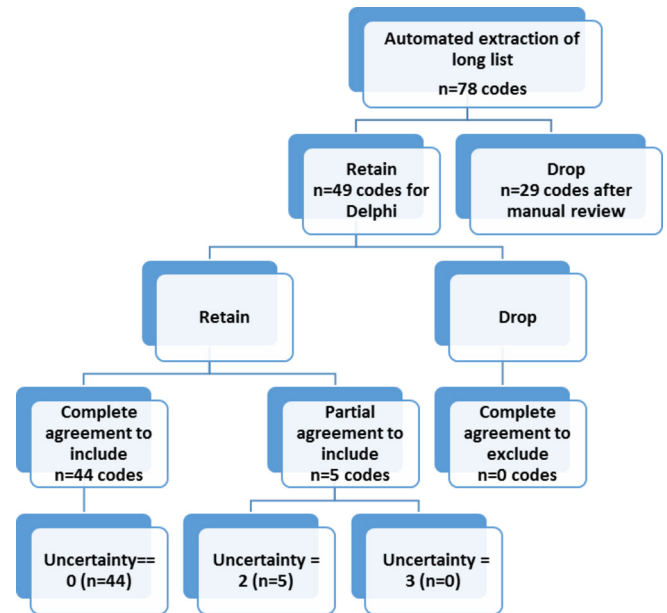 Automated extraction of
long list
n=78 codes
Retain
n=49 codes for
Delphi
Drop
n=29 codes after
manual review
Retain
Drop
Complete
agreement to
include
n=44 codes
Partial
agreement to
include
n=5 codes
Complete
agreement to
exclude
n=0 codes
Uncertainty==
0 (n=44)
Uncertainty =
2 (n=5)
Uncertainty =
3 (n=0)